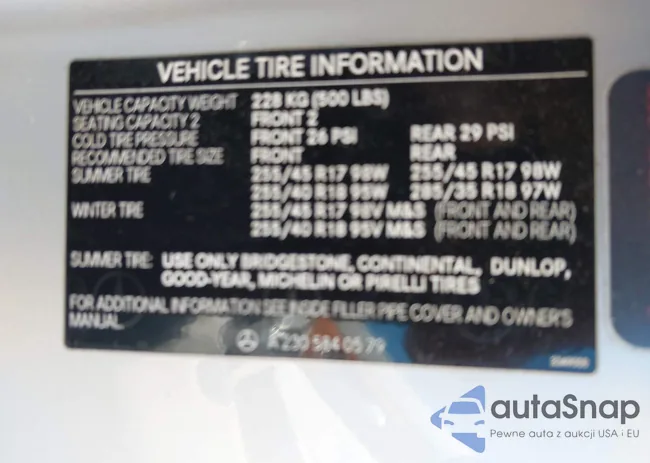 VEHICLE TIRE INFORMATION
VEHICLE CAPACITY WEIGHT 228 KG (500 LBS)
SEATING CAPACITY 2 FRONT 2
COLD TIRE PRESSURE FRONT 26 PSI REAR 29 PSI
RECOMMENDED TIRE SIZE FRONT REAR
SUMMER TIRE 255/45 R17 98W 255/45 R17 98W
255/40 R18 95W 285/35 R18 97W
WINTER TIRE 255/45 R17 98V M&S (FRONT AND REAR)
255/40 R18 95V M&S (FRONT AND REAR)
SUMMER TIRE: USE ONLY BRIDGESTONE, CONTINENTAL, DUNLOP,
GOOD-YEAR, MICHELIN OR PIRELLI TIRES
FOR ADDITIONAL INFORMATION SEE INSIDE FILLER PIPE COVER AND OWNER'S
MANUAL.
A 230 584 05 79
autaSnap
Pewne auta z aukcji USA i EU